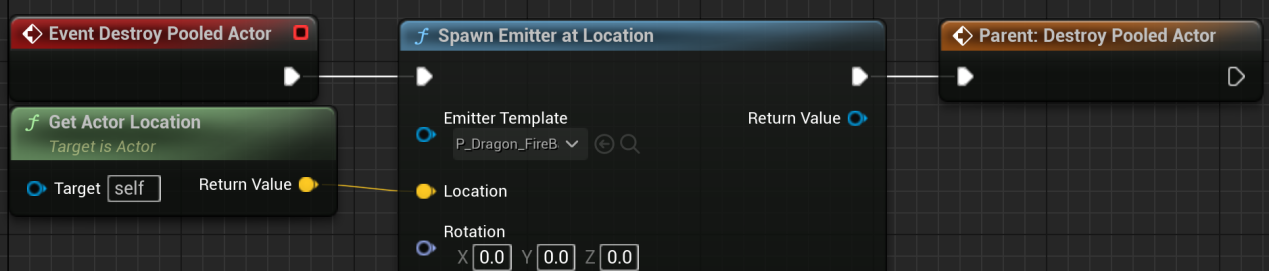 Event Destroy Pooled Actor
f Get Actor Location
Target is Actor
Target self
Return Value
f Spawn Emitter at Location
Emitter Template
P_Dragon_FireB
Return Value
Location
Rotation
X 0.0 Y 0.0 Z 0.0
Parent: Destroy Pooled Actor